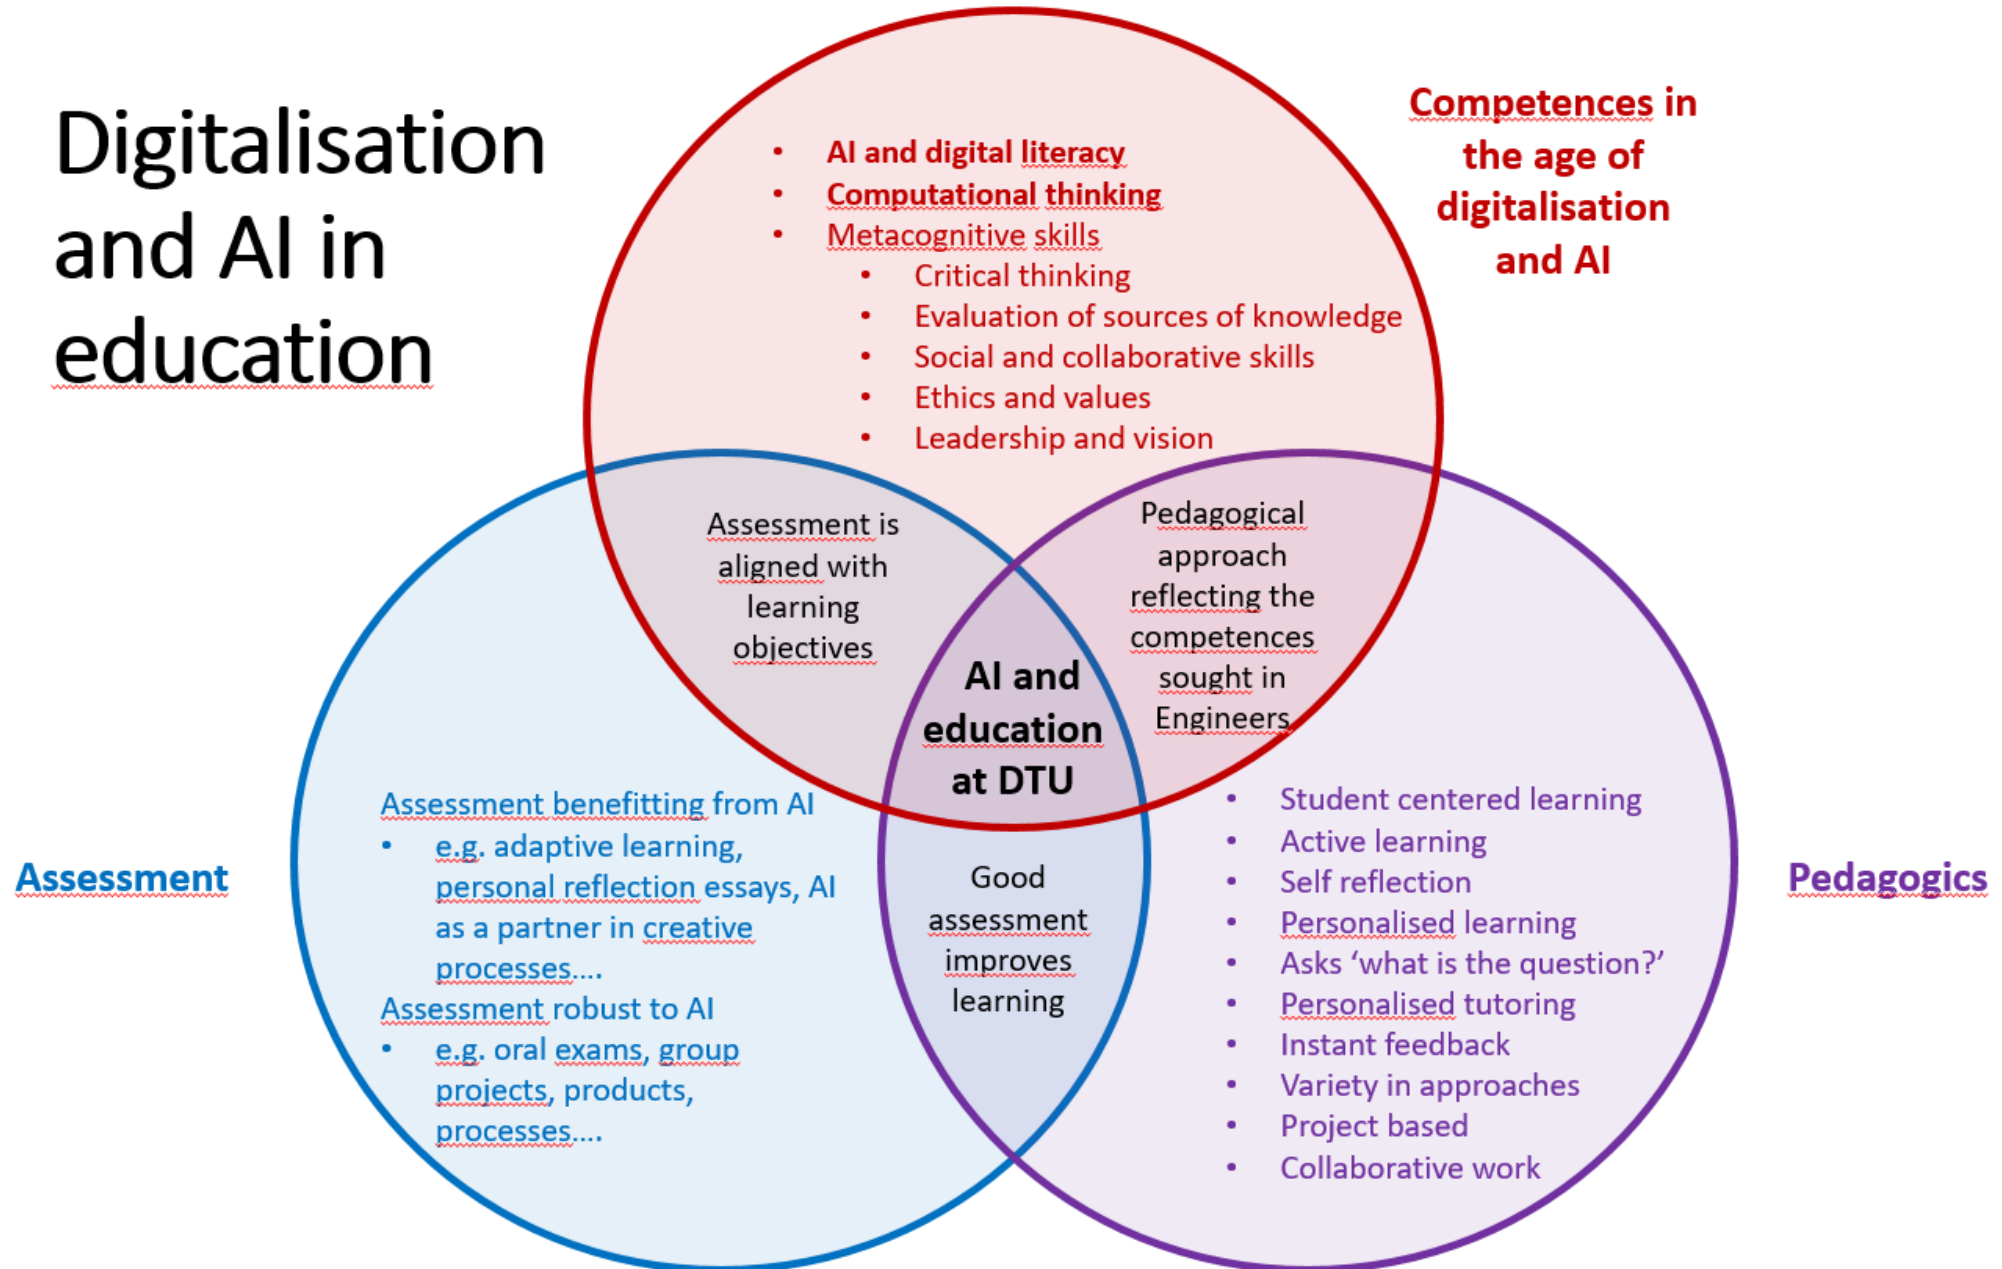 Digitalisation
and AI in
education
Competences in
the age of
digitalisation
and AI
• AI and digital literacy
• Computational thinking
• Metacognitive skills
• Critical thinking
• Evaluation of sources of knowledge
• Social and collaborative skills
• Ethics and values
• Leadership and vision
Assessment is
aligned with
learning
objectives
Pedagogical
approach
reflecting the
competences
sought in
Engineers
AI and
education
at DTU
Assessment
Assessment benefitting from AI
• e.g. adaptive learning,
personal reflection essays, AI
as a partner in creative
processes....
Assessment robust to AI
• e.g. oral exams, group
projects, products,
processes....
Good
assessment
improves
learning
• Student centered learning
• Active learning
• Self reflection
• Personalised learning
• Asks ‘what is the question?’
• Personalised tutoring
• Instant feedback
• Variety in approaches
• Project based
• Collaborative work
Pedagogics